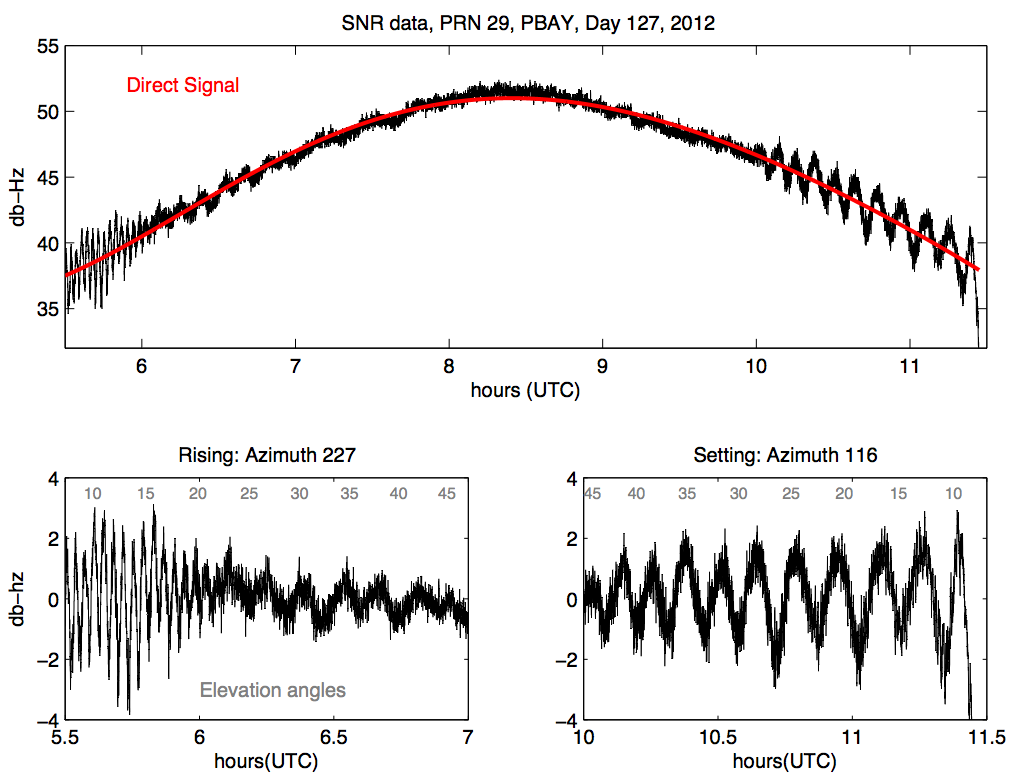 SNR data, PRN 29, PBAY, Day 127, 2012
55
Direct Signal
50
45
db-Hz
40
35
6 7 8 9 10 11
hours (UTC)
Rising: Azimuth 227
4
10 15 20 25 30 35 40 45
2
db-hz
0
-2
Elevation angles
-4
5.5 6 6.5 7
hours(UTC)
Setting: Azimuth 116
4
45 40 35 30 25 20 15 10
2
0
-2
-4
10 10.5 11 11.5
hours(UTC)